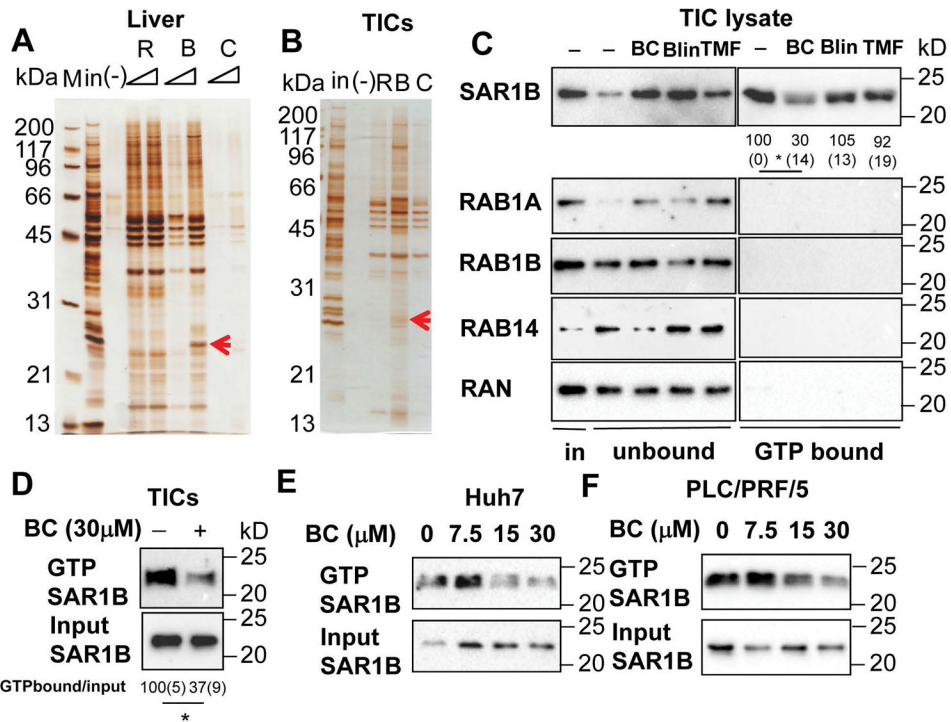 A
Liver
R B C
kDa M in (-)
200
117
96
66
45
31
21
13
B
TICs
kDa in (-) R B C
200
117
96
66
45
31
21
13
C
TIC lysate
– – BC Blin TMF – BC Blin TMF kD
SAR1B
25
20
100 30 105 92
(0) * (14) (13) (19)
RAB1A
25
20
RAB1B
25
20
RAB14
25
20
RAN
25
20
in unbound GTP bound
D
TICs
BC (30μM) – + kD
GTP
SAR1B
25
20
Input
SAR1B
25
20
GTPbound/input 100(5) 37(9)
*
E
Huh7
BC (μM) 0 7.5 15 30
GTP
SAR1B
25
20
Input
SAR1B
25
20
F
PLC/PRF/5
BC (μM) 0 7.5 15 30
GTP
SAR1B
25
20
Input
SAR1B
25
20